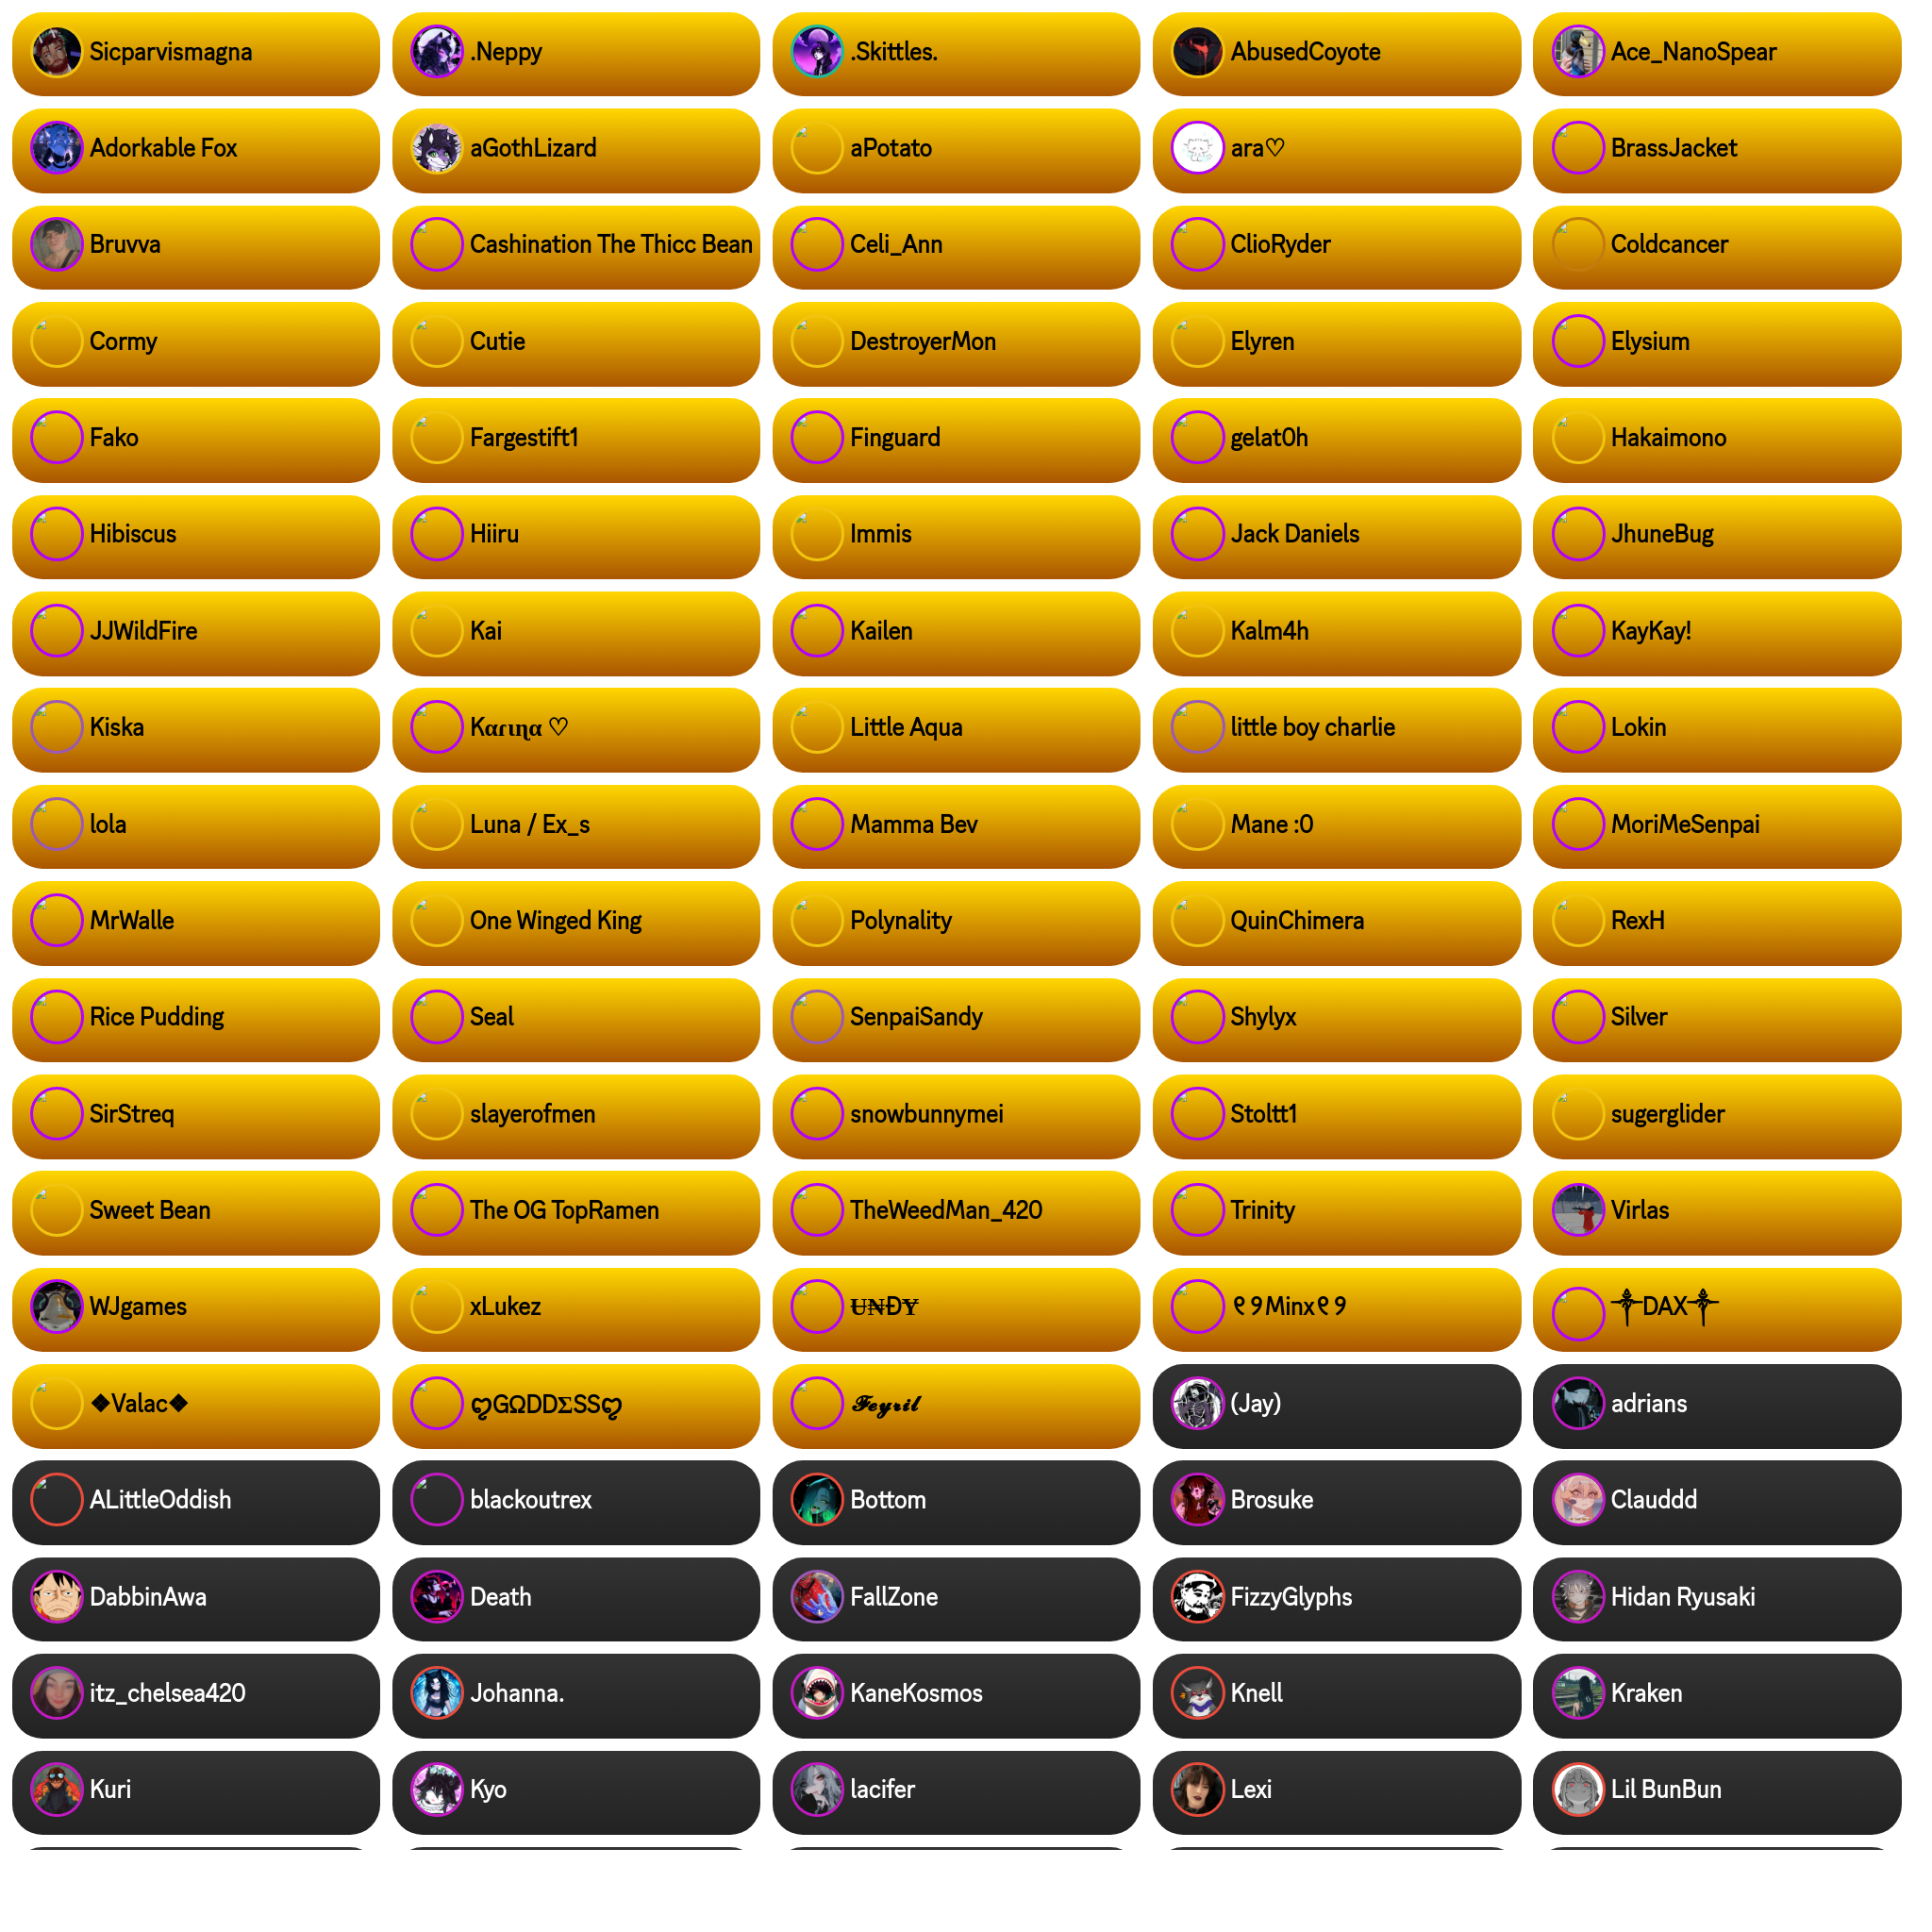 Sicparvismagna
.Neppy
.Skittles.
AbusedCoyote
Ace_NanoSpear
Adorkable Fox
aGothLizard
aPotato
ara♡
BrassJacket
Bruvva
Cashination The Thicc Bean
Celi_Ann
ClioRyder
Coldcancer
Cormy
Cutie
DestroyerMon
Elyren
Elysium
Fako
Fargestift1
Finguard
gelat0h
Hakaimono
Hibiscus
Hiiru
Immis
Jack Daniels
JhuneBug
JJWildFire
Kai
Kailen
Kalm4h
KayKay!
Kiska
Kαɾιɳα ♡
Little Aqua
little boy charlie
Lokin
lola
Luna / Ex_s
Mamma Bev
Mane :0
MoriMeSenpai
MrWalle
One Winged King
Polynality
QuinChimera
RexH
Rice Pudding
Seal
SenpaiSandy
Shylyx
Silver
SirStreq
slayerofmen
snowbunnymei
Stoltt1
sugerglider
Sweet Bean
The OG TopRamen
TheWeedMan_420
Trinity
Virlas
WJgames
xLukez
Ʉ₦ĐɎ
୧୨Minx୧୨
༒DAX༒
❖Valac❖
ღGΩDDΣSSღ
𝓕𝓮𝔂𝓻𝓲𝓵
(Jay)
adrians
ALittleOddish
blackoutrex
Bottom
Brosuke
Clauddd
DabbinAwa
Death
FallZone
FizzyGlyphs
Hidan Ryusaki
itz_chelsea420
Johanna.
KaneKosmos
Knell
Kraken
Kuri
Kyo
lacifer
Lexi
Lil BunBun